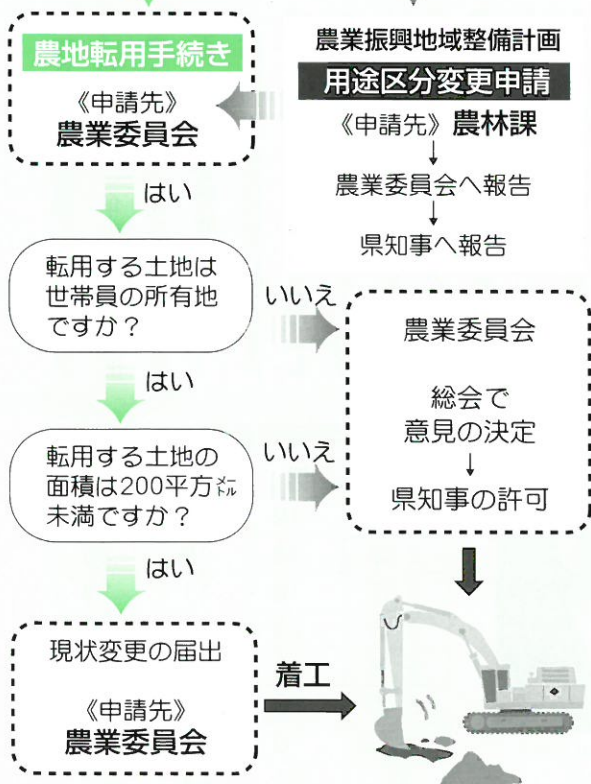 農地転用手続き
《申請先》
農業委員会
農業振興地域整備計画
用途区分変更申請
《申請先》農林課
農業委員会へ報告
県知事へ報告
はい
転用する土地は
世帯員の所有地
ですか？
いいえ
農業委員会
総会で
意見の決定
県知事の許可
はい
転用する土地の
面積は200平方㍍
未満ですか？
いいえ
はい
現状変更の届出
《申請先》
農業委員会
着工